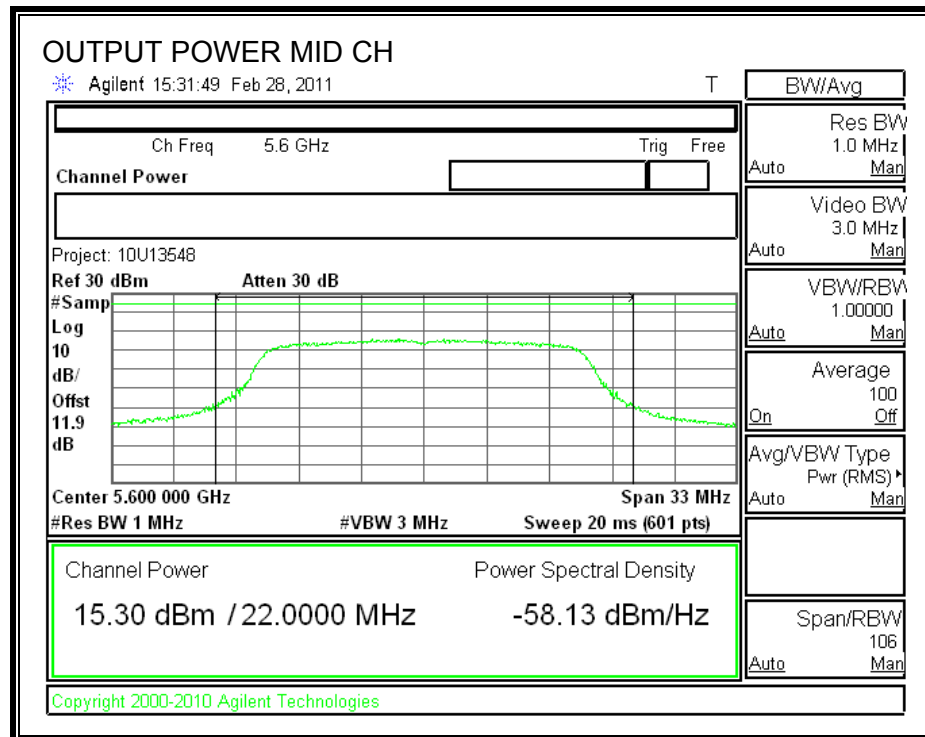 OUTPUT POWER MID CH
Agilent 15:31:49 Feb 28, 2011 T
Ch Freq 5.6 GHz Trig Free
Channel Power
Project: 10U13548
Ref 30 dBm Atten 30 dB
#Samp
Log
10
dB/
Offst
11.9
dB
Center 5.600 000 GHz Span 33 MHz
#Res BW 1 MHz #VBW 3 MHz Sweep 20 ms (601 pts)
Channel Power Power Spectral Density
15.30 dBm / 22.0000 MHz -58.13 dBm/Hz
Copyright 2000-2010 Agilent Technologies
BW/Avg
Res BW
1.0 MHz
Auto Man
Video BW
3.0 MHz
Auto Man
VBW/RBW
1.00000
Auto Man
Average
100
On Off
Avg/VBW Type
Pwr (RMS)
Auto Man
Span/RBW
106
Auto Man